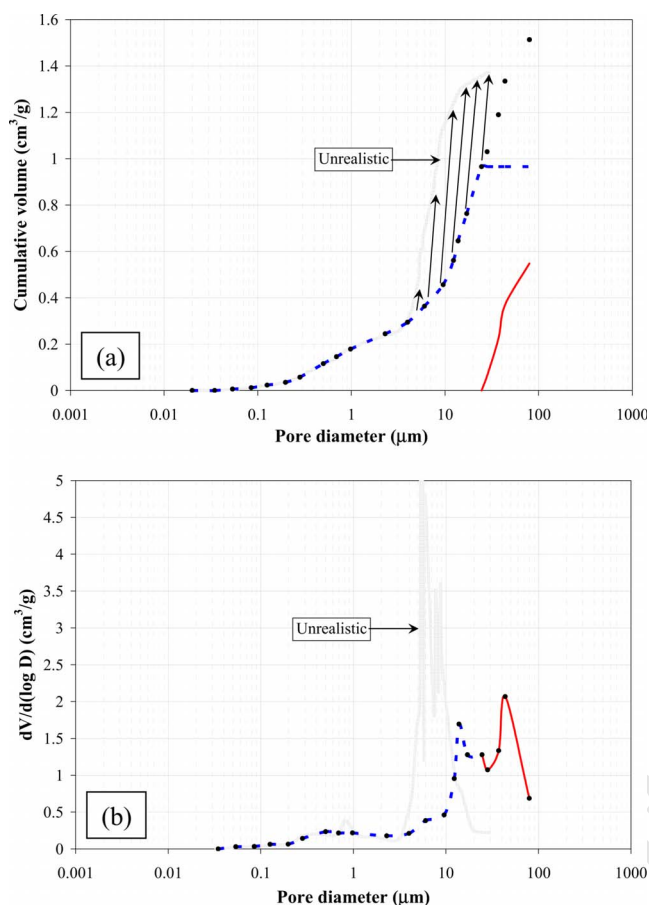 1.6
1.4
1.2
1
0.8
0.6
0.4
0.2
0
Cumulative volume (cm³/g)
Unrealistic
(a)
0.001 0.01 0.1 1 10 100 1000
Pore diameter (μm)
5
4.5
4
3.5
3
2.5
2
1.5
1
0.5
0
dV/d(log D) (cm³/g)
Unrealistic
(b)
0.001 0.01 0.1 1 10 100 1000
Pore diameter (μm)